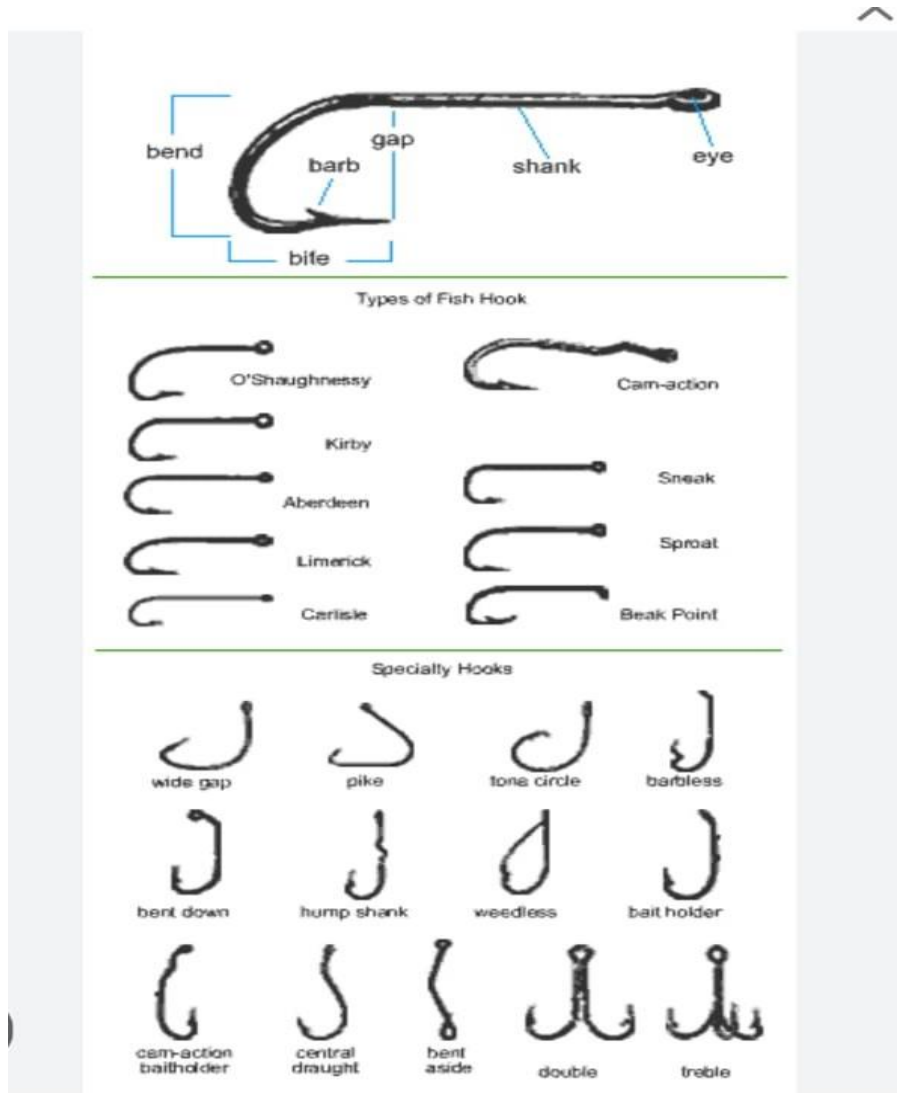 bend
gap
barb
shank
eye
bite
Types of Fish Hook
O'Shaughnessy
Cam-action
Kirby
Sneak
Aberdeen
Sproat
Limerick
Carlisle
Beak Point
Specialty Hooks
wide gap
pike
tona circle
barbless
bent down
hump shank
weedless
bait holder
cam-action
baitholder
central
draught
bent
aside
double
treble